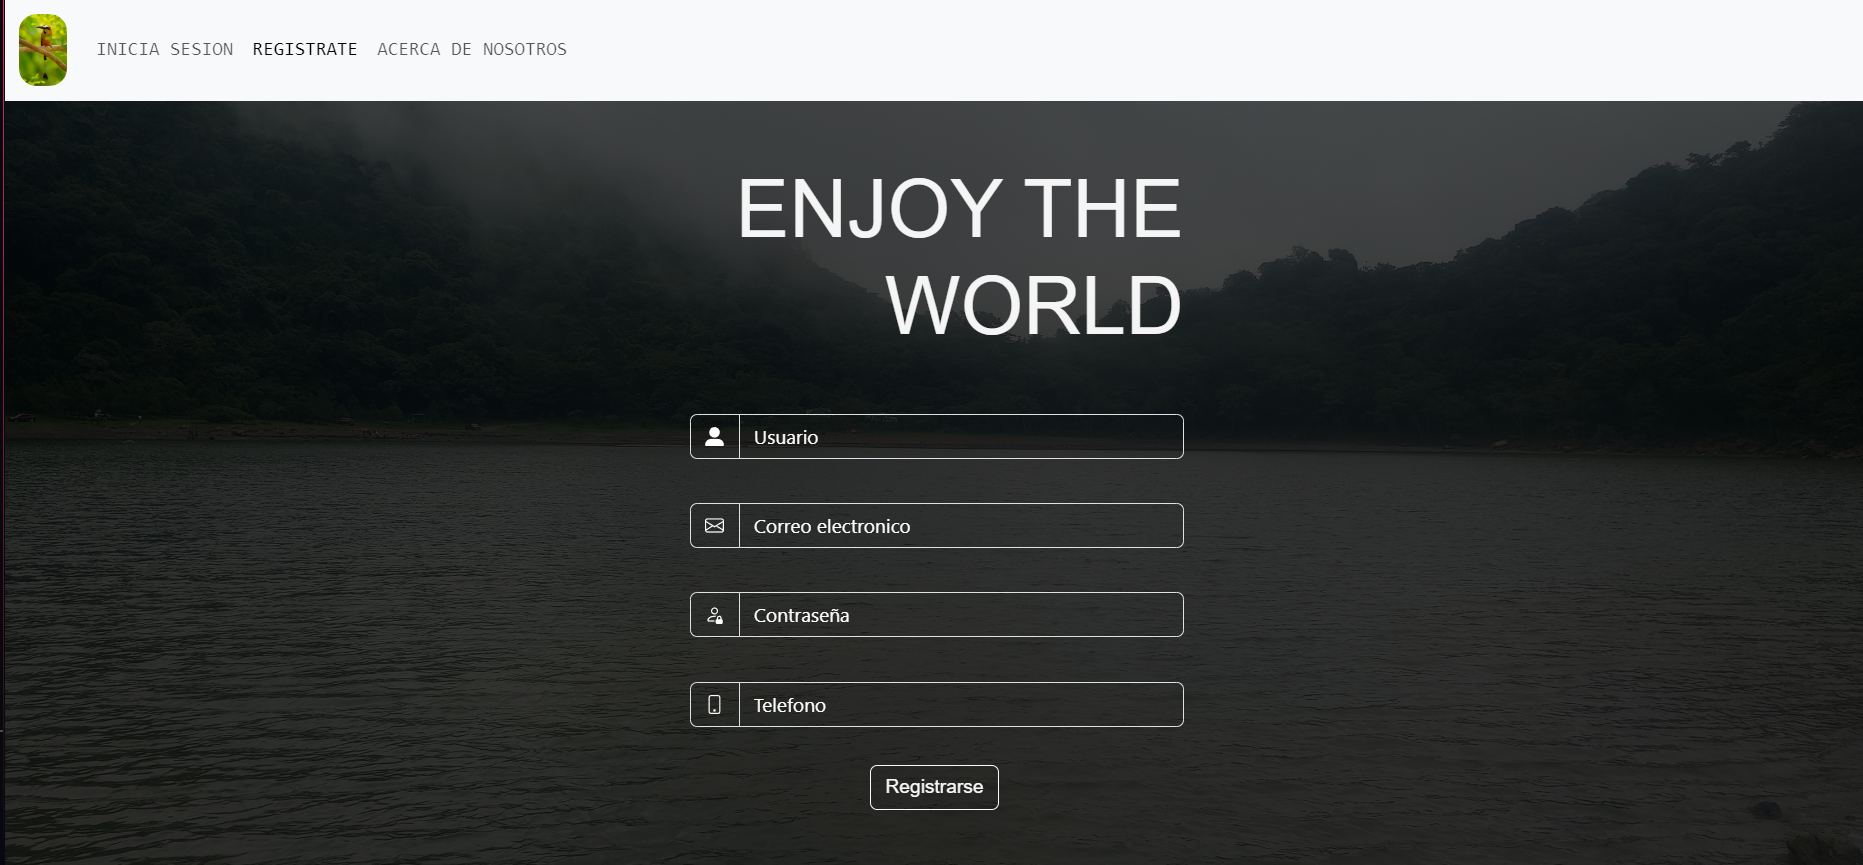 INICIA SESION REGISTRATE ACERCA DE NOSOTROS
ENJOY THE
WORLD
Usuario
Correo electronico
Contraseña
Telefono
Registrarse